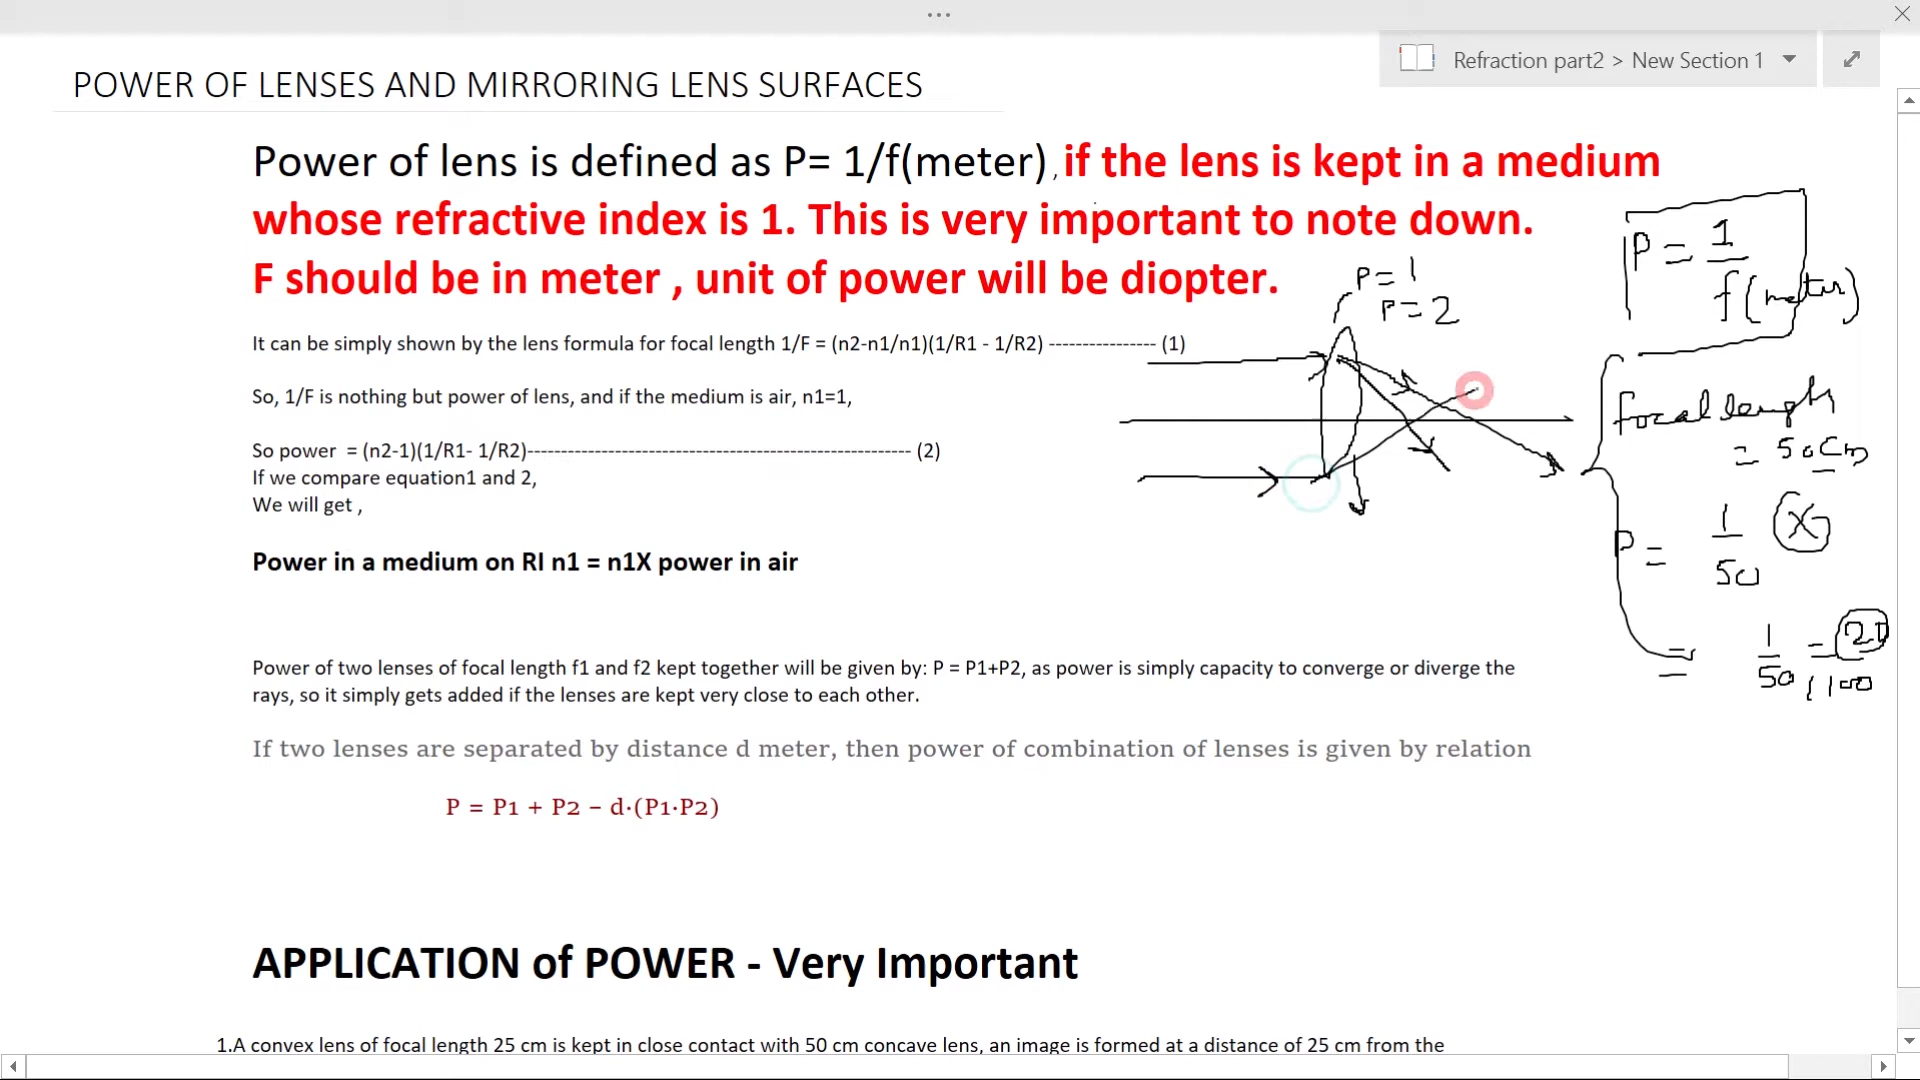 Refraction part2 > New Section 1
POWER OF LENSES AND MIRRORING LENS SURFACES
Power of lens is defined as P= 1/f(meter), if the lens is kept in a medium
whose refractive index is 1. This is very important to note down.
F should be in meter , unit of power will be diopter.
P = 1
P = 2
P = 1
f (meter)
It can be simply shown by the lens formula for focal length 1/F = (n2-n1/n1)(1/R1 - 1/R2) ---------------- (1)
So, 1/F is nothing but power of lens, and if the medium is air, n1=1,
So power  = (n2-1)(1/R1- 1/R2)--------------------------------------------------------- (2)
If we compare equation1 and 2,
We will get ,
Power in a medium on RI n1 = n1X power in air
focal length
= 50 cm
P = 1
50
X
= 1
50 / 100
= 2D
Power of two lenses of focal length f1 and f2 kept together will be given by: P = P1+P2, as power is simply capacity to converge or diverge the
rays, so it simply gets added if the lenses are kept very close to each other.
If two lenses are separated by distance d meter, then power of combination of lenses is given by relation
P = P1 + P2 − d·(P1·P2)
APPLICATION of POWER - Very Important
1.A convex lens of focal length 25 cm is kept in close contact with 50 cm concave lens, an image is formed at a distance of 25 cm from the